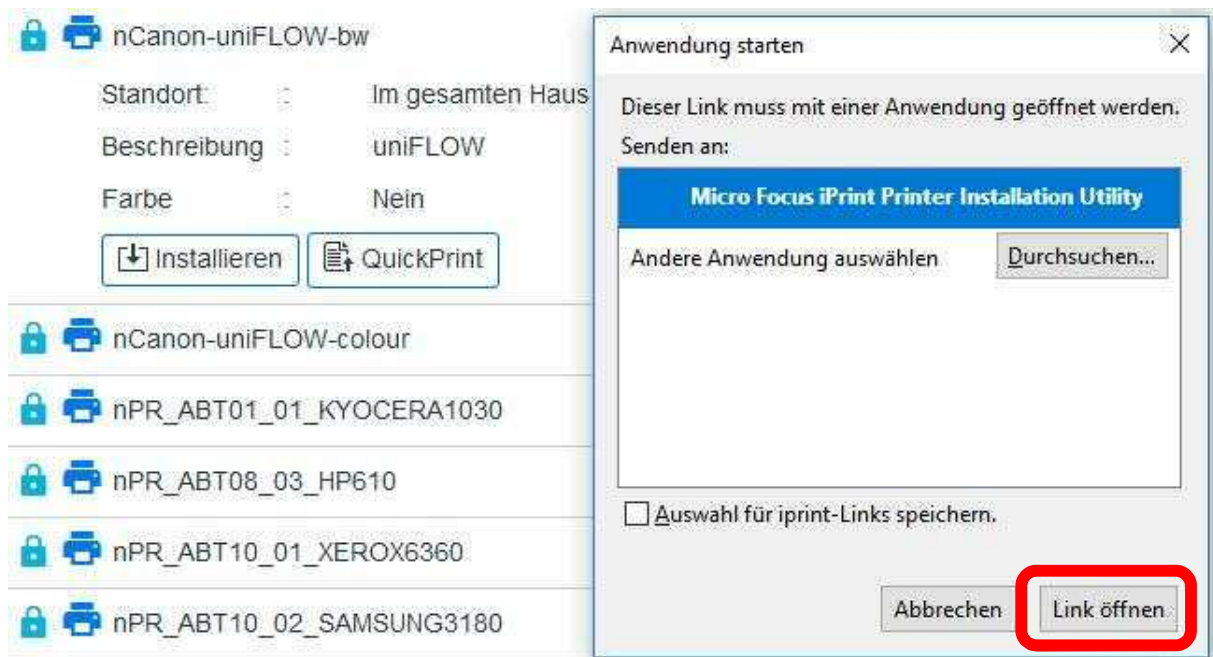 nCanon-uniFLOW-bw
Standort: : Im gesamten Haus
Beschreibung : uniFLOW
Farbe : Nein
Installieren QuickPrint
nCanon-uniFLOW-colour
nPR_ABT01_01_KYOCERA1030
nPR_ABT08_03_HP610
nPR_ABT10_01_XEROX6360
nPR_ABT10_02_SAMSUNG3180
Anwendung starten
Dieser Link muss mit einer Anwendung geöffnet werden.
Senden an:
Micro Focus iPrint Printer Installation Utility
Andere Anwendung auswählen Durchsuchen...
Auswahl für iprint-Links speichern.
Abbrechen Link öffnen